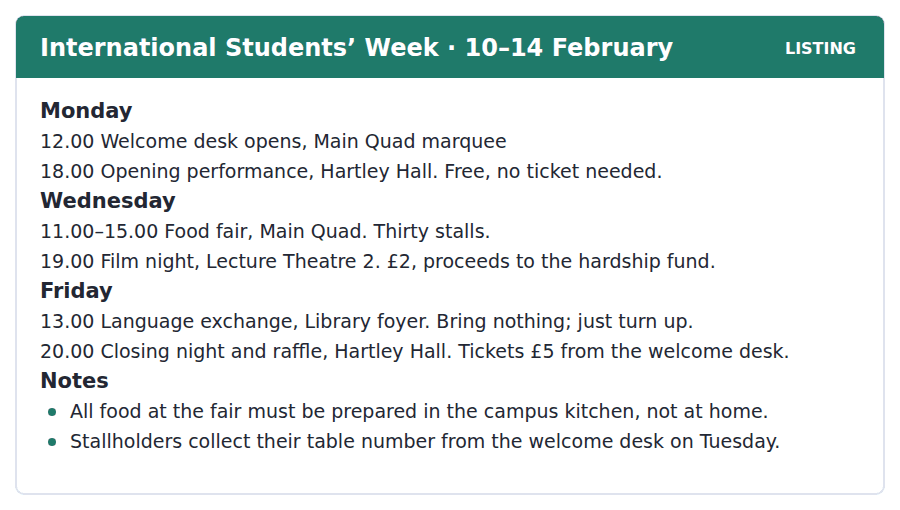 International Students’ Week · 10–14 February
LISTING
Monday
12.00 Welcome desk opens, Main Quad marquee
18.00 Opening performance, Hartley Hall. Free, no ticket needed.
Wednesday
11.00–15.00 Food fair, Main Quad. Thirty stalls.
19.00 Film night, Lecture Theatre 2. £2, proceeds to the hardship fund.
Friday
13.00 Language exchange, Library foyer. Bring nothing; just turn up.
20.00 Closing night and raffle, Hartley Hall. Tickets £5 from the welcome desk.
Notes
• All food at the fair must be prepared in the campus kitchen, not at home.
• Stallholders collect their table number from the welcome desk on Tuesday.